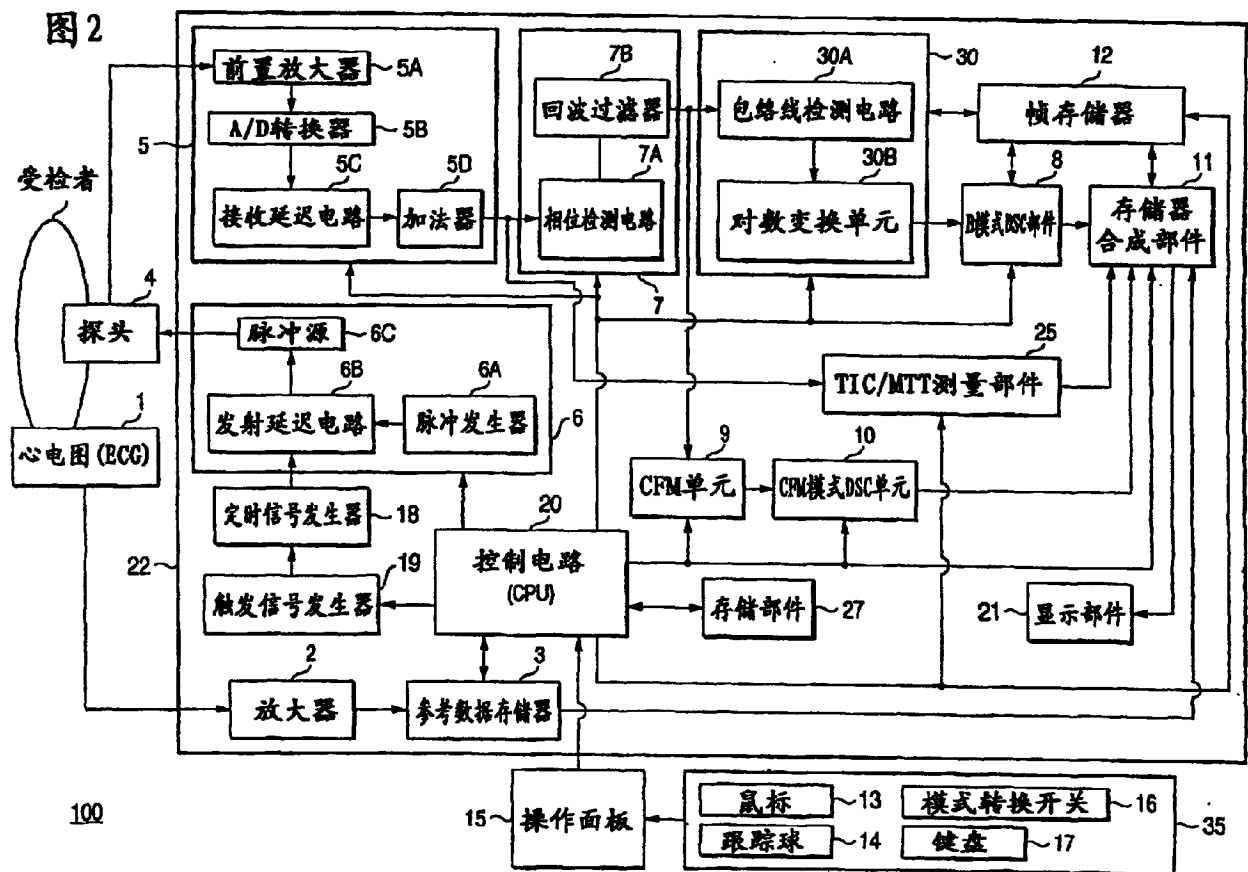 图2
前置放大器
5A
A/D转换器
5B
5
5C
5D
接收延迟电路
加法器
7B
回波过滤器
7A
相位检测电路
7
30A
30
包络线检测电路
30B
对数变换单元
12
帧存储器
8
B模式DSC部件
11
存储器
合成部件
受检者
4
探头
1
心电图(ECG)
脉冲源
6C
6B
6A
发射延迟电路
脉冲发生器
6
25
TIC/MTT测量部件
9
CFM单元
10
CFM模式DSC单元
定时信号发生器
18
20
控制电路
(CPU)
22
19
触发信号发生器
存储部件
27
21
显示部件
2
放大器
3
参考数据存储器
100
15
操作面板
鼠标
13
模式转换开关
16
跟踪球
14
键盘
17
35